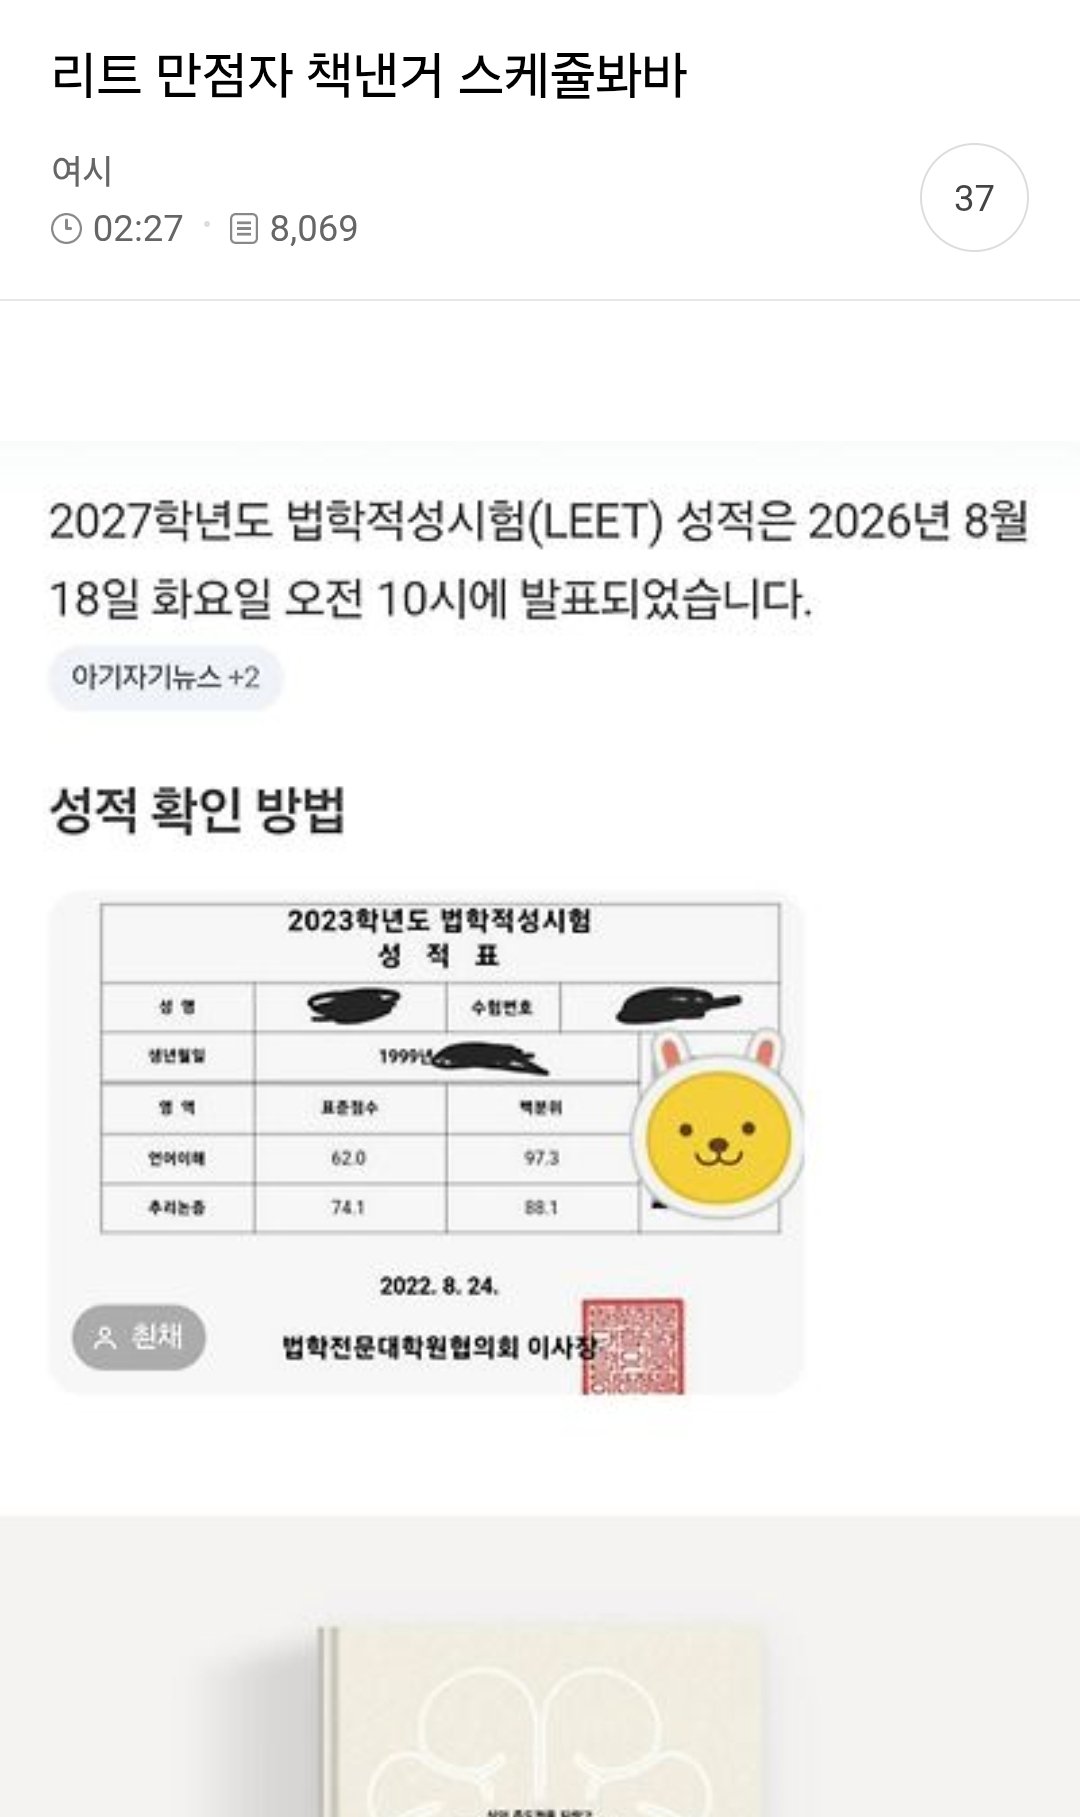 리트 만점자 책낸거 스케쥴봐바
여시
02:27 · 8,069
37
2027학년도 법학적성시험(LEET) 성적은 2026년 8월
18일 화요일 오전 10시에 발표되었습니다.
아기자기뉴스 +2
성적 확인 방법
2023학년도 법학적성시험
성 적 표
성 명 수험번호
생년월일 1999년
영 역 표준점수 백분위
언어이해 62.0 97.3
추리논증 74.1 88.1
2022. 8. 24.
법학전문대학원협의회 이사장
췬채